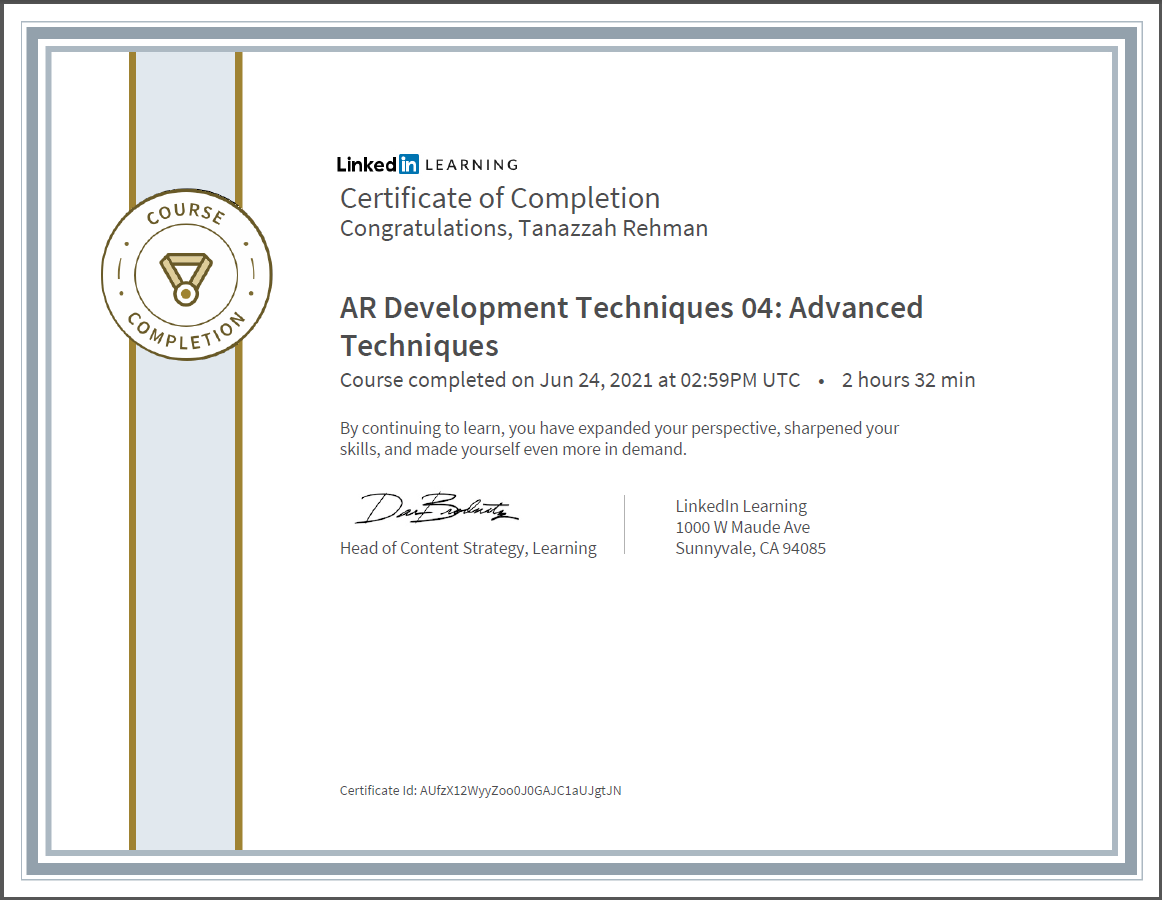 LinkedIn LEARNING
Certificate of Completion
Congratulations, Tanazzah Rehman
COURSE
COMPLETION
AR Development Techniques 04: Advanced
Techniques
Course completed on Jun 24, 2021 at 02:59PM UTC • 2 hours 32 min
By continuing to learn, you have expanded your perspective, sharpened your
skills, and made yourself even more in demand.
Head of Content Strategy, Learning
LinkedIn Learning
1000 W Maude Ave
Sunnyvale, CA 94085
Certificate Id: AUfzX12WyyZoo0J0GAJC1aUJgtJN